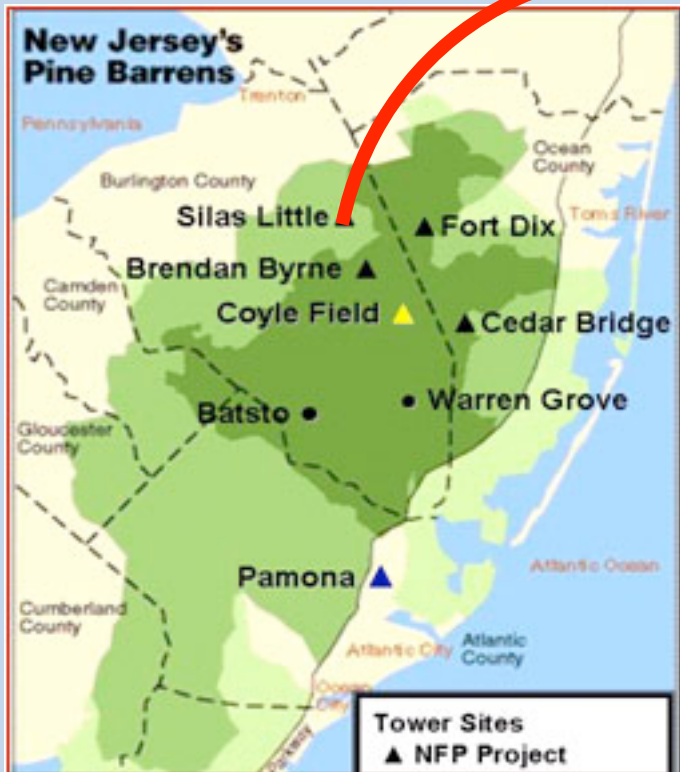 New Jersey's
Pine Barrens
Trenton
Pennsylvania
Ocean
County
Burlington County
Silas Little
Fort Dix
Toms River
Brendan Byrne
Camden
County
Coyle Field
Cedar Bridge
Batsto
Warren Grove
Gloucester
County
Pamona
Atlantic Ocean
Cumberland
County
Atlantic City
Atlantic
County
Ocean
City
Parkway
Tower Sites
NFP Project